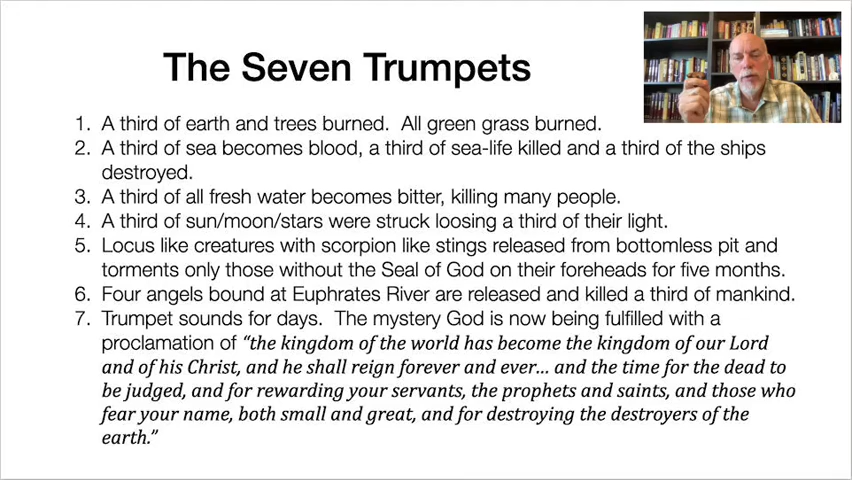 The Seven Trumpets
1. A third of earth and trees burned. All green grass burned.
2. A third of sea becomes blood, a third of sea-life killed and a third of the ships
destroyed.
3. A third of all fresh water becomes bitter, killing many people.
4. A third of sun/moon/stars were struck loosing a third of their light.
5. Locus like creatures with scorpion like stings released from bottomless pit and
torments only those without the Seal of God on their foreheads for five months.
6. Four angels bound at Euphrates River are released and killed a third of mankind.
7. Trumpet sounds for days. The mystery God is now being fulfilled with a
proclamation of “the kingdom of the world has become the kingdom of our Lord
and of his Christ, and he shall reign forever and ever… and the time for the dead to
be judged, and for rewarding your servants, the prophets and saints, and those who
fear your name, both small and great, and for destroying the destroyers of the
earth.”